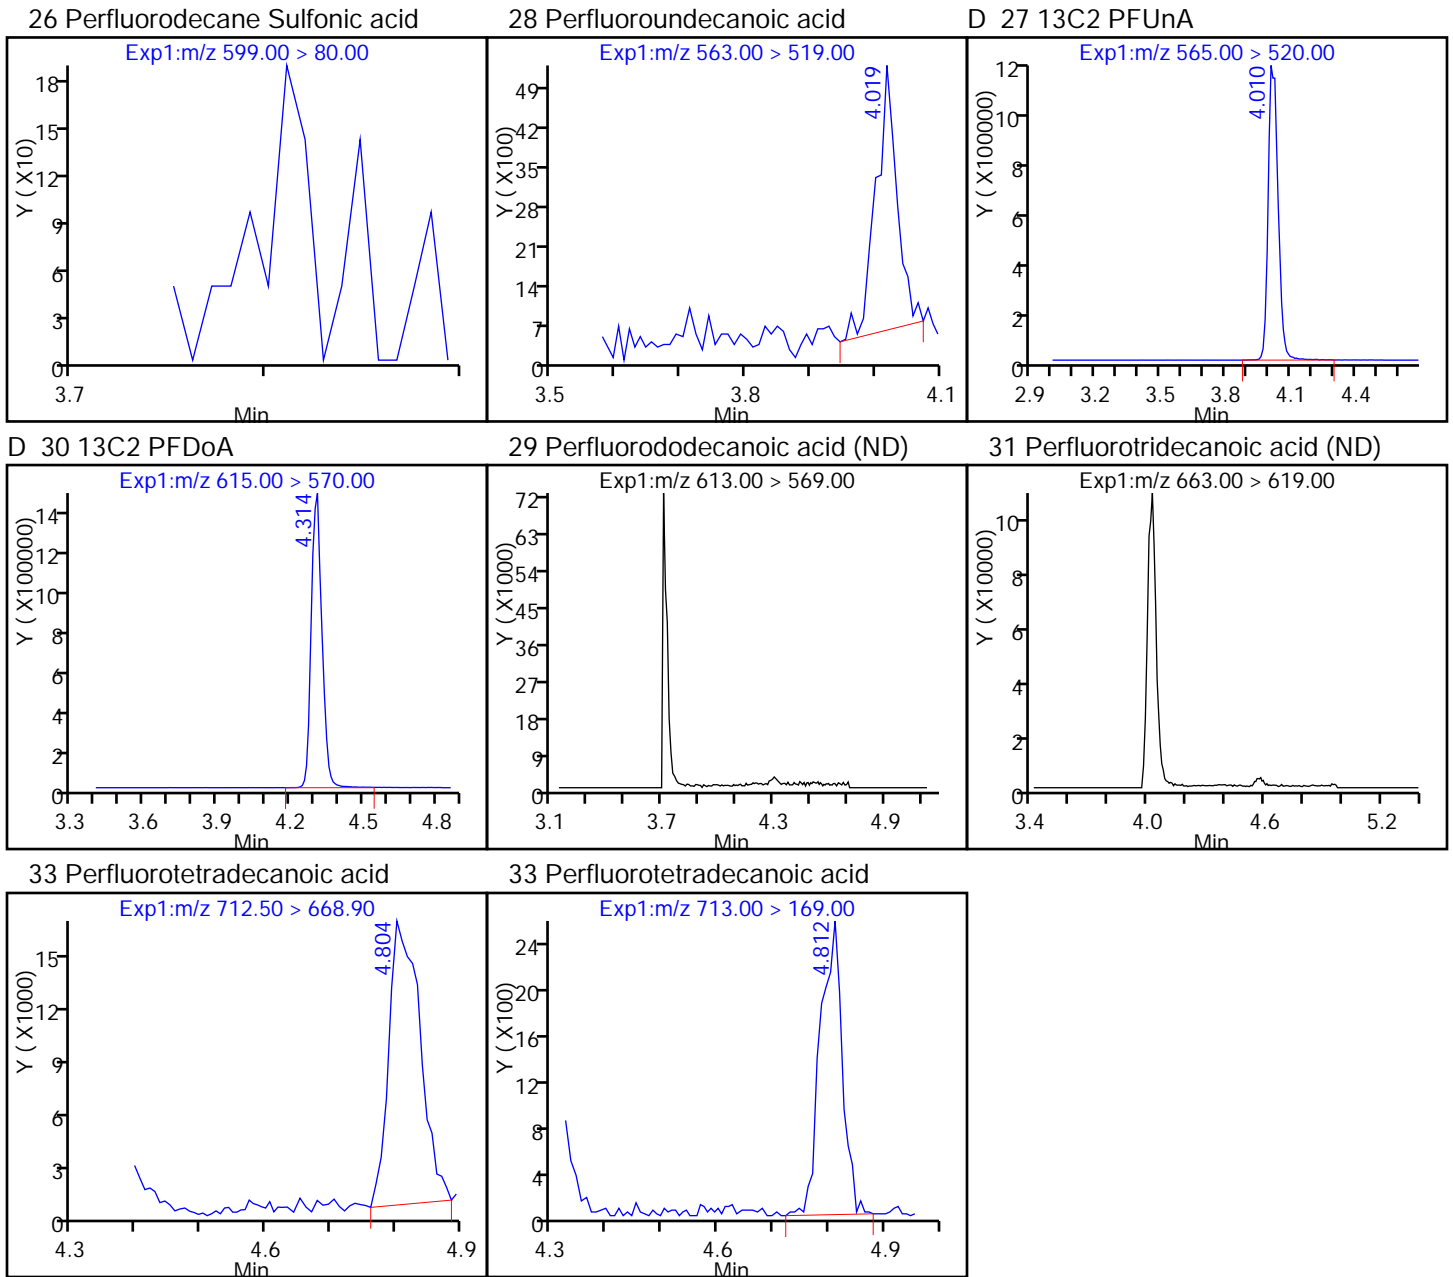 26 Perfluorodecane Sulfonic acid
Exp1:m/z 599.00 > 80.00
Y ( X10)
18
15
12
9
6
3
0
3.7
Min
28 Perfluoroundecanoic acid
Exp1:m/z 563.00 > 519.00
4.019
Y ( X100)
49
42
35
28
21
14
7
0
3.5 3.8 4.1
Min
D 27 13C2 PFUnA
Exp1:m/z 565.00 > 520.00
4.010
Y ( X100000)
12
10
8
6
4
2
0
2.9 3.2 3.5 3.8 4.1 4.4
Min
D 30 13C2 PFDoA
Exp1:m/z 615.00 > 570.00
4.314
Y ( X100000)
14
12
10
8
6
4
2
0
3.3 3.6 3.9 4.2 4.5 4.8
Min
29 Perfluorododecanoic acid (ND)
Exp1:m/z 613.00 > 569.00
Y ( X1000)
72
63
54
45
36
27
18
9
0
3.1 3.7 4.3 4.9
Min
31 Perfluorotridecanoic acid (ND)
Exp1:m/z 663.00 > 619.00
Y ( X10000)
10
8
6
4
2
0
3.4 4.0 4.6 5.2
Min
33 Perfluorotetradecanoic acid
Exp1:m/z 712.50 > 668.90
4.804
Y ( X1000)
15
12
9
6
3
0
4.3 4.6 4.9
Min
33 Perfluorotetradecanoic acid
Exp1:m/z 713.00 > 169.00
4.812
Y ( X100)
24
20
16
12
8
4
0
4.3 4.6 4.9
Min